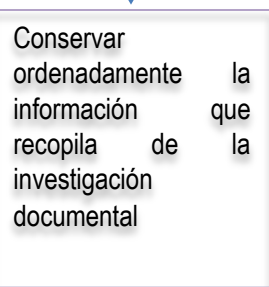 Conservar
ordenadamente la
información que
recopila de la
investigación
documental